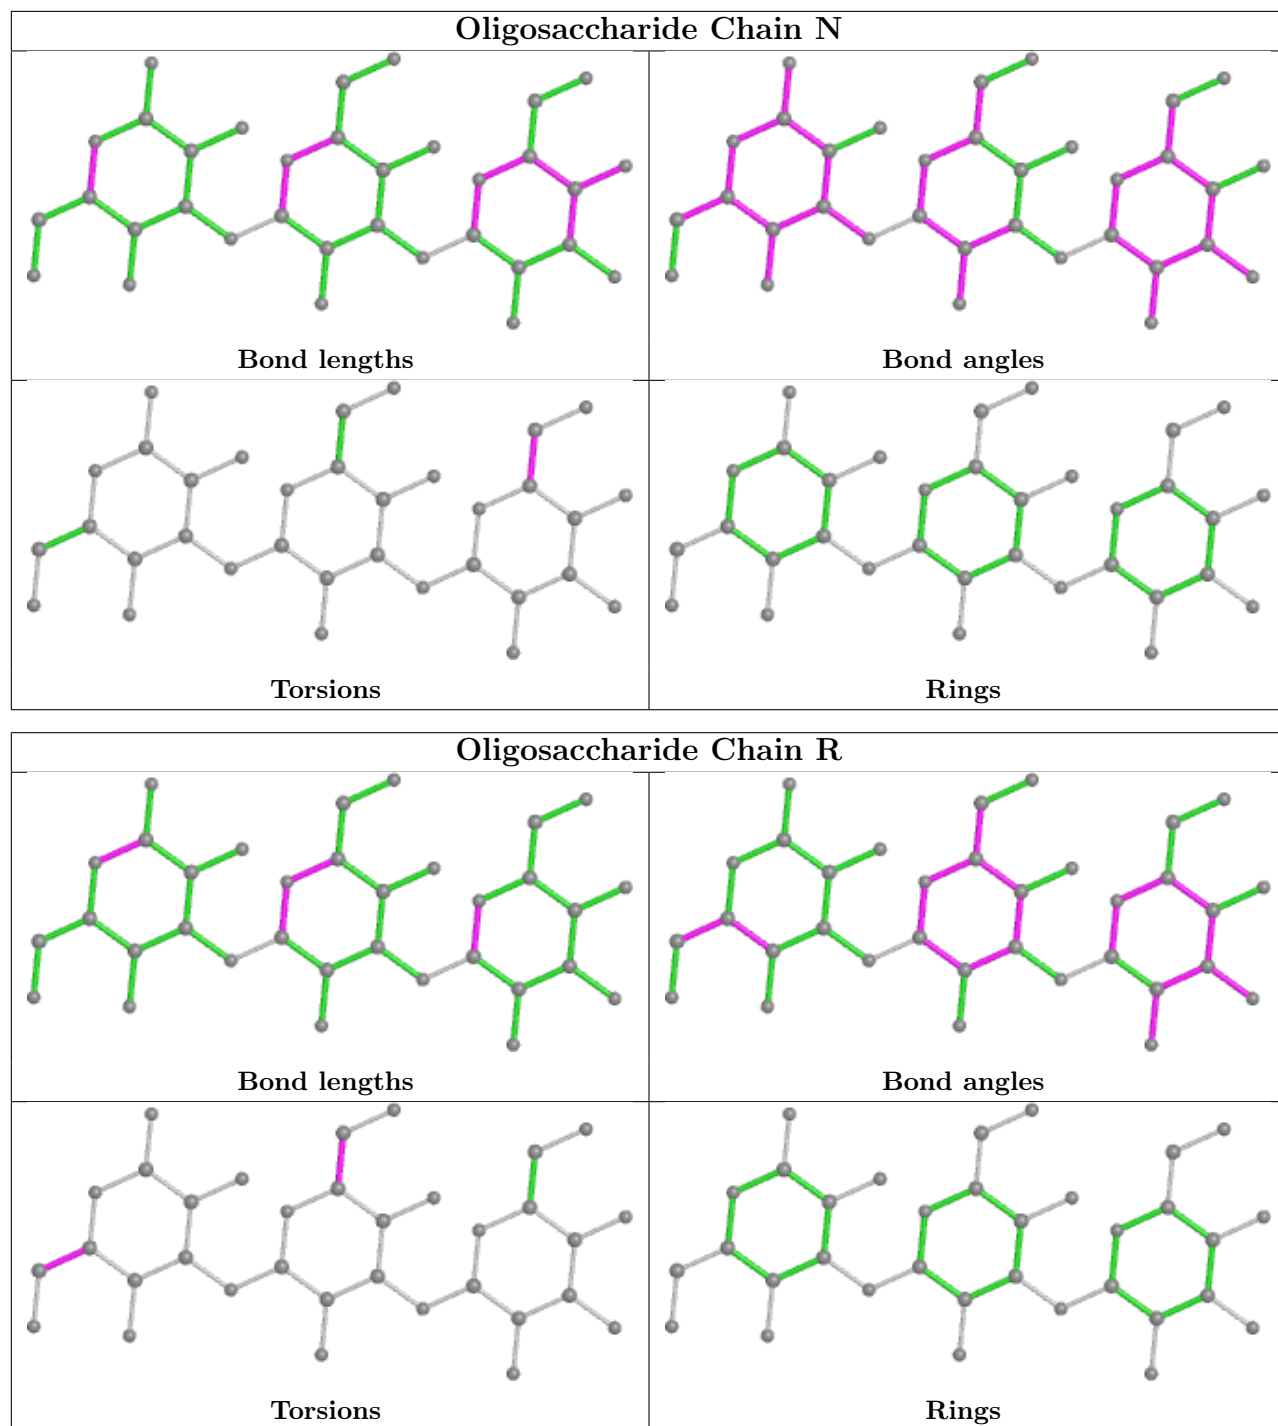 Oligosaccharide Chain N
Bond lengths
Bond angles
Torsions
Rings
Oligosaccharide Chain R
Bond lengths
Bond angles
Torsions
Rings